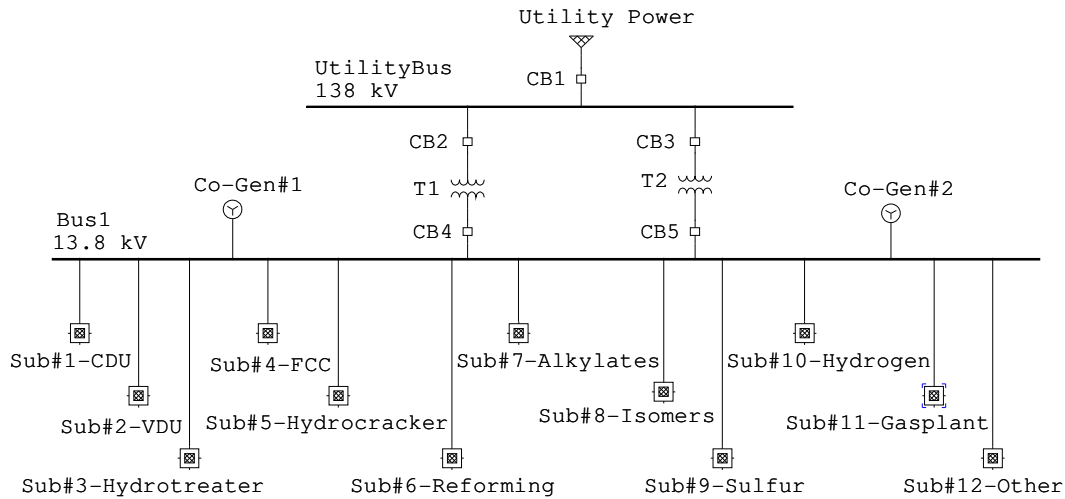 Utility Power
UtilityBus
138 kV
CB1
CB2
CB3
T1
T2
Co-Gen#1
Co-Gen#2
Bus1
13.8 kV
CB4
CB5
Sub#1-CDU
Sub#4-FCC
Sub#7-Alkylates
Sub#10-Hydrogen
Sub#2-VDU
Sub#5-Hydrocracker
Sub#8-Isomers
Sub#11-Gasplant
Sub#3-Hydrotreater
Sub#6-Reforming
Sub#9-Sulfur
Sub#12-Other